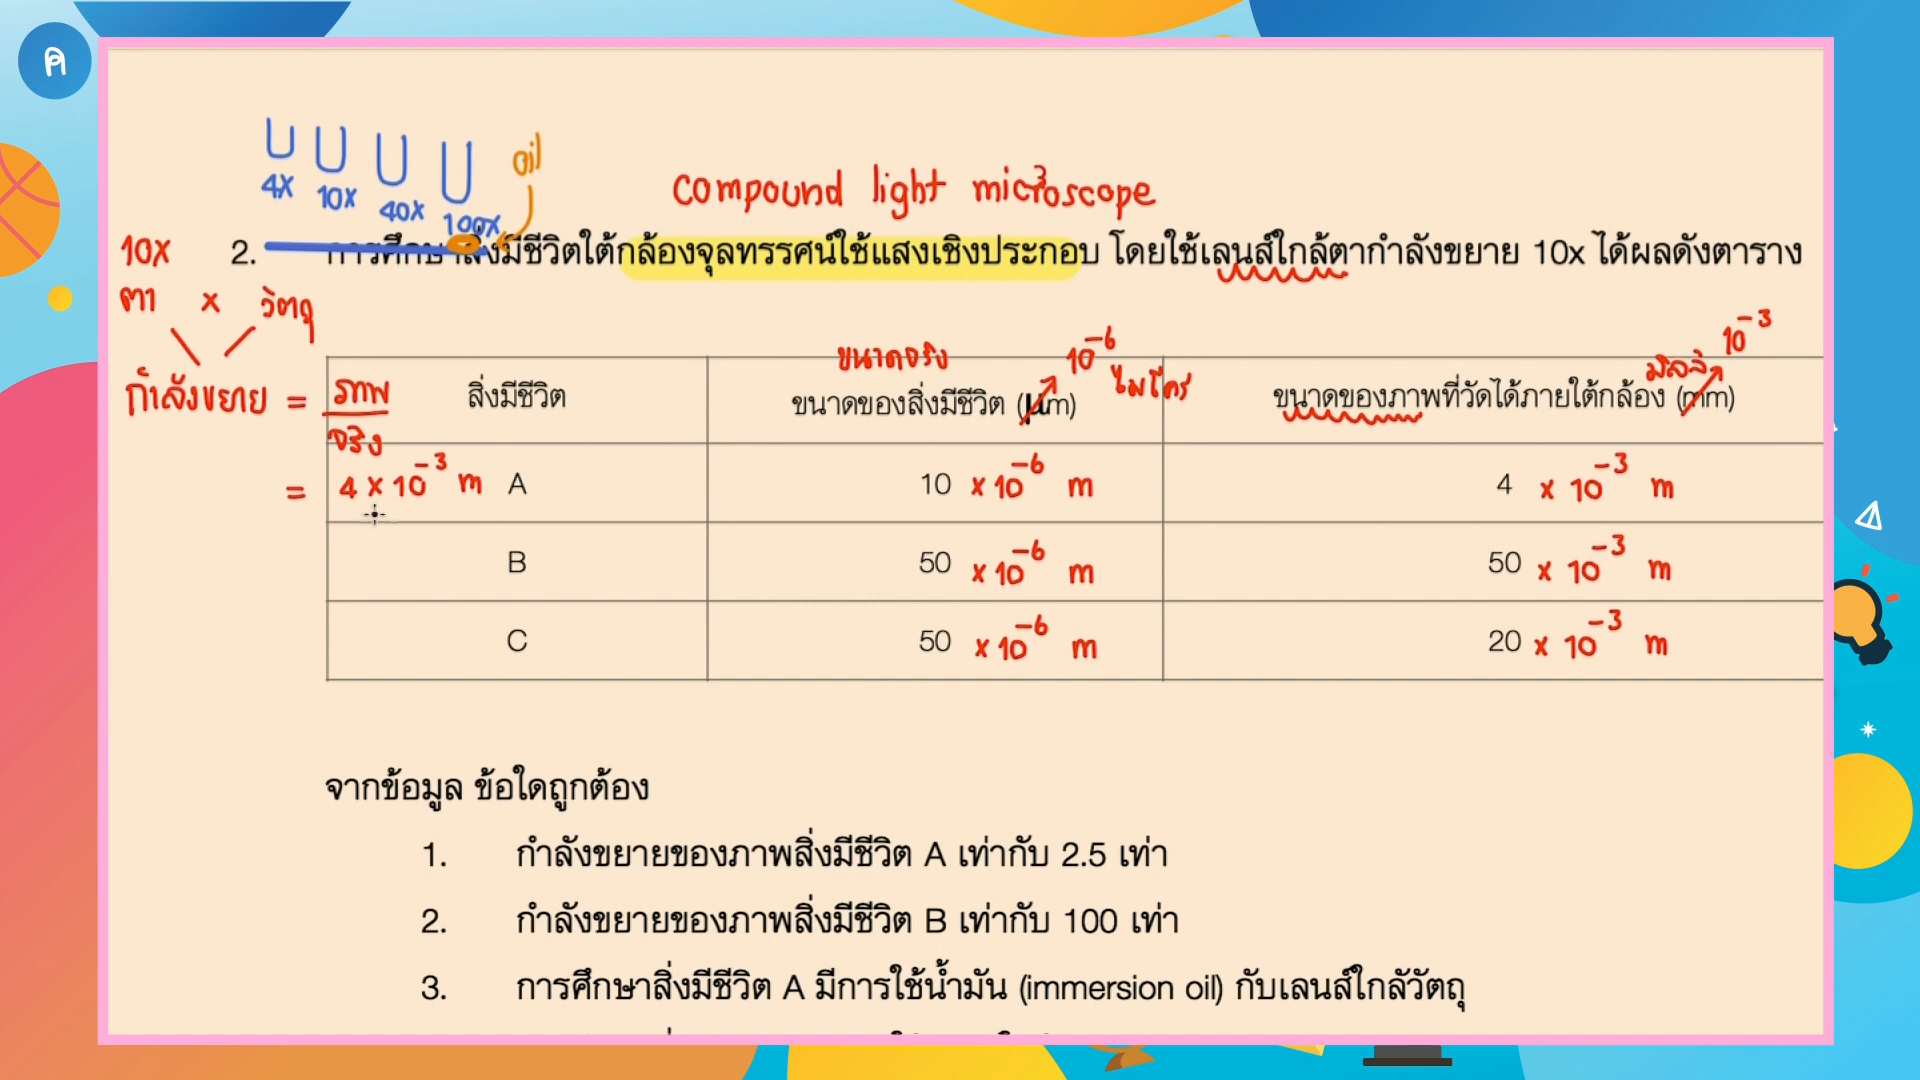 ค
oil
4x 10x 40x 100x
compound light microscope
10x
2. การศึกษาสิ่งมีชีวิตใต้กล้องจุลทรรศน์ใช้แสงเชิงประกอบ โดยใช้เลนส์ใกล้ตากำลังขยาย 10x ได้ผลดังตาราง
ตา x วัตถุ
ขนาดจริง 10⁻⁶ ไมโคร มิลลิ 10⁻³
กำลังขยาย = ภาพ
จริง
สิ่งมีชีวิต ขนาดของสิ่งมีชีวิต (μm) ขนาดของภาพที่วัดได้ภายใต้กล้อง (mm)
= 4 x 10⁻³ m A 10 x 10⁻⁶ m 4 x 10⁻³ m
B 50 x 10⁻⁶ m 50 x 10⁻³ m
C 50 x 10⁻⁶ m 20 x 10⁻³ m
จากข้อมูล ข้อใดถูกต้อง
1. กำลังขยายของภาพสิ่งมีชีวิต A เท่ากับ 2.5 เท่า
2. กำลังขยายของภาพสิ่งมีชีวิต B เท่ากับ 100 เท่า
3. การศึกษาสิ่งมีชีวิต A มีการใช้น้ำมัน (immersion oil) กับเลนส์ใกล้วัตถุ